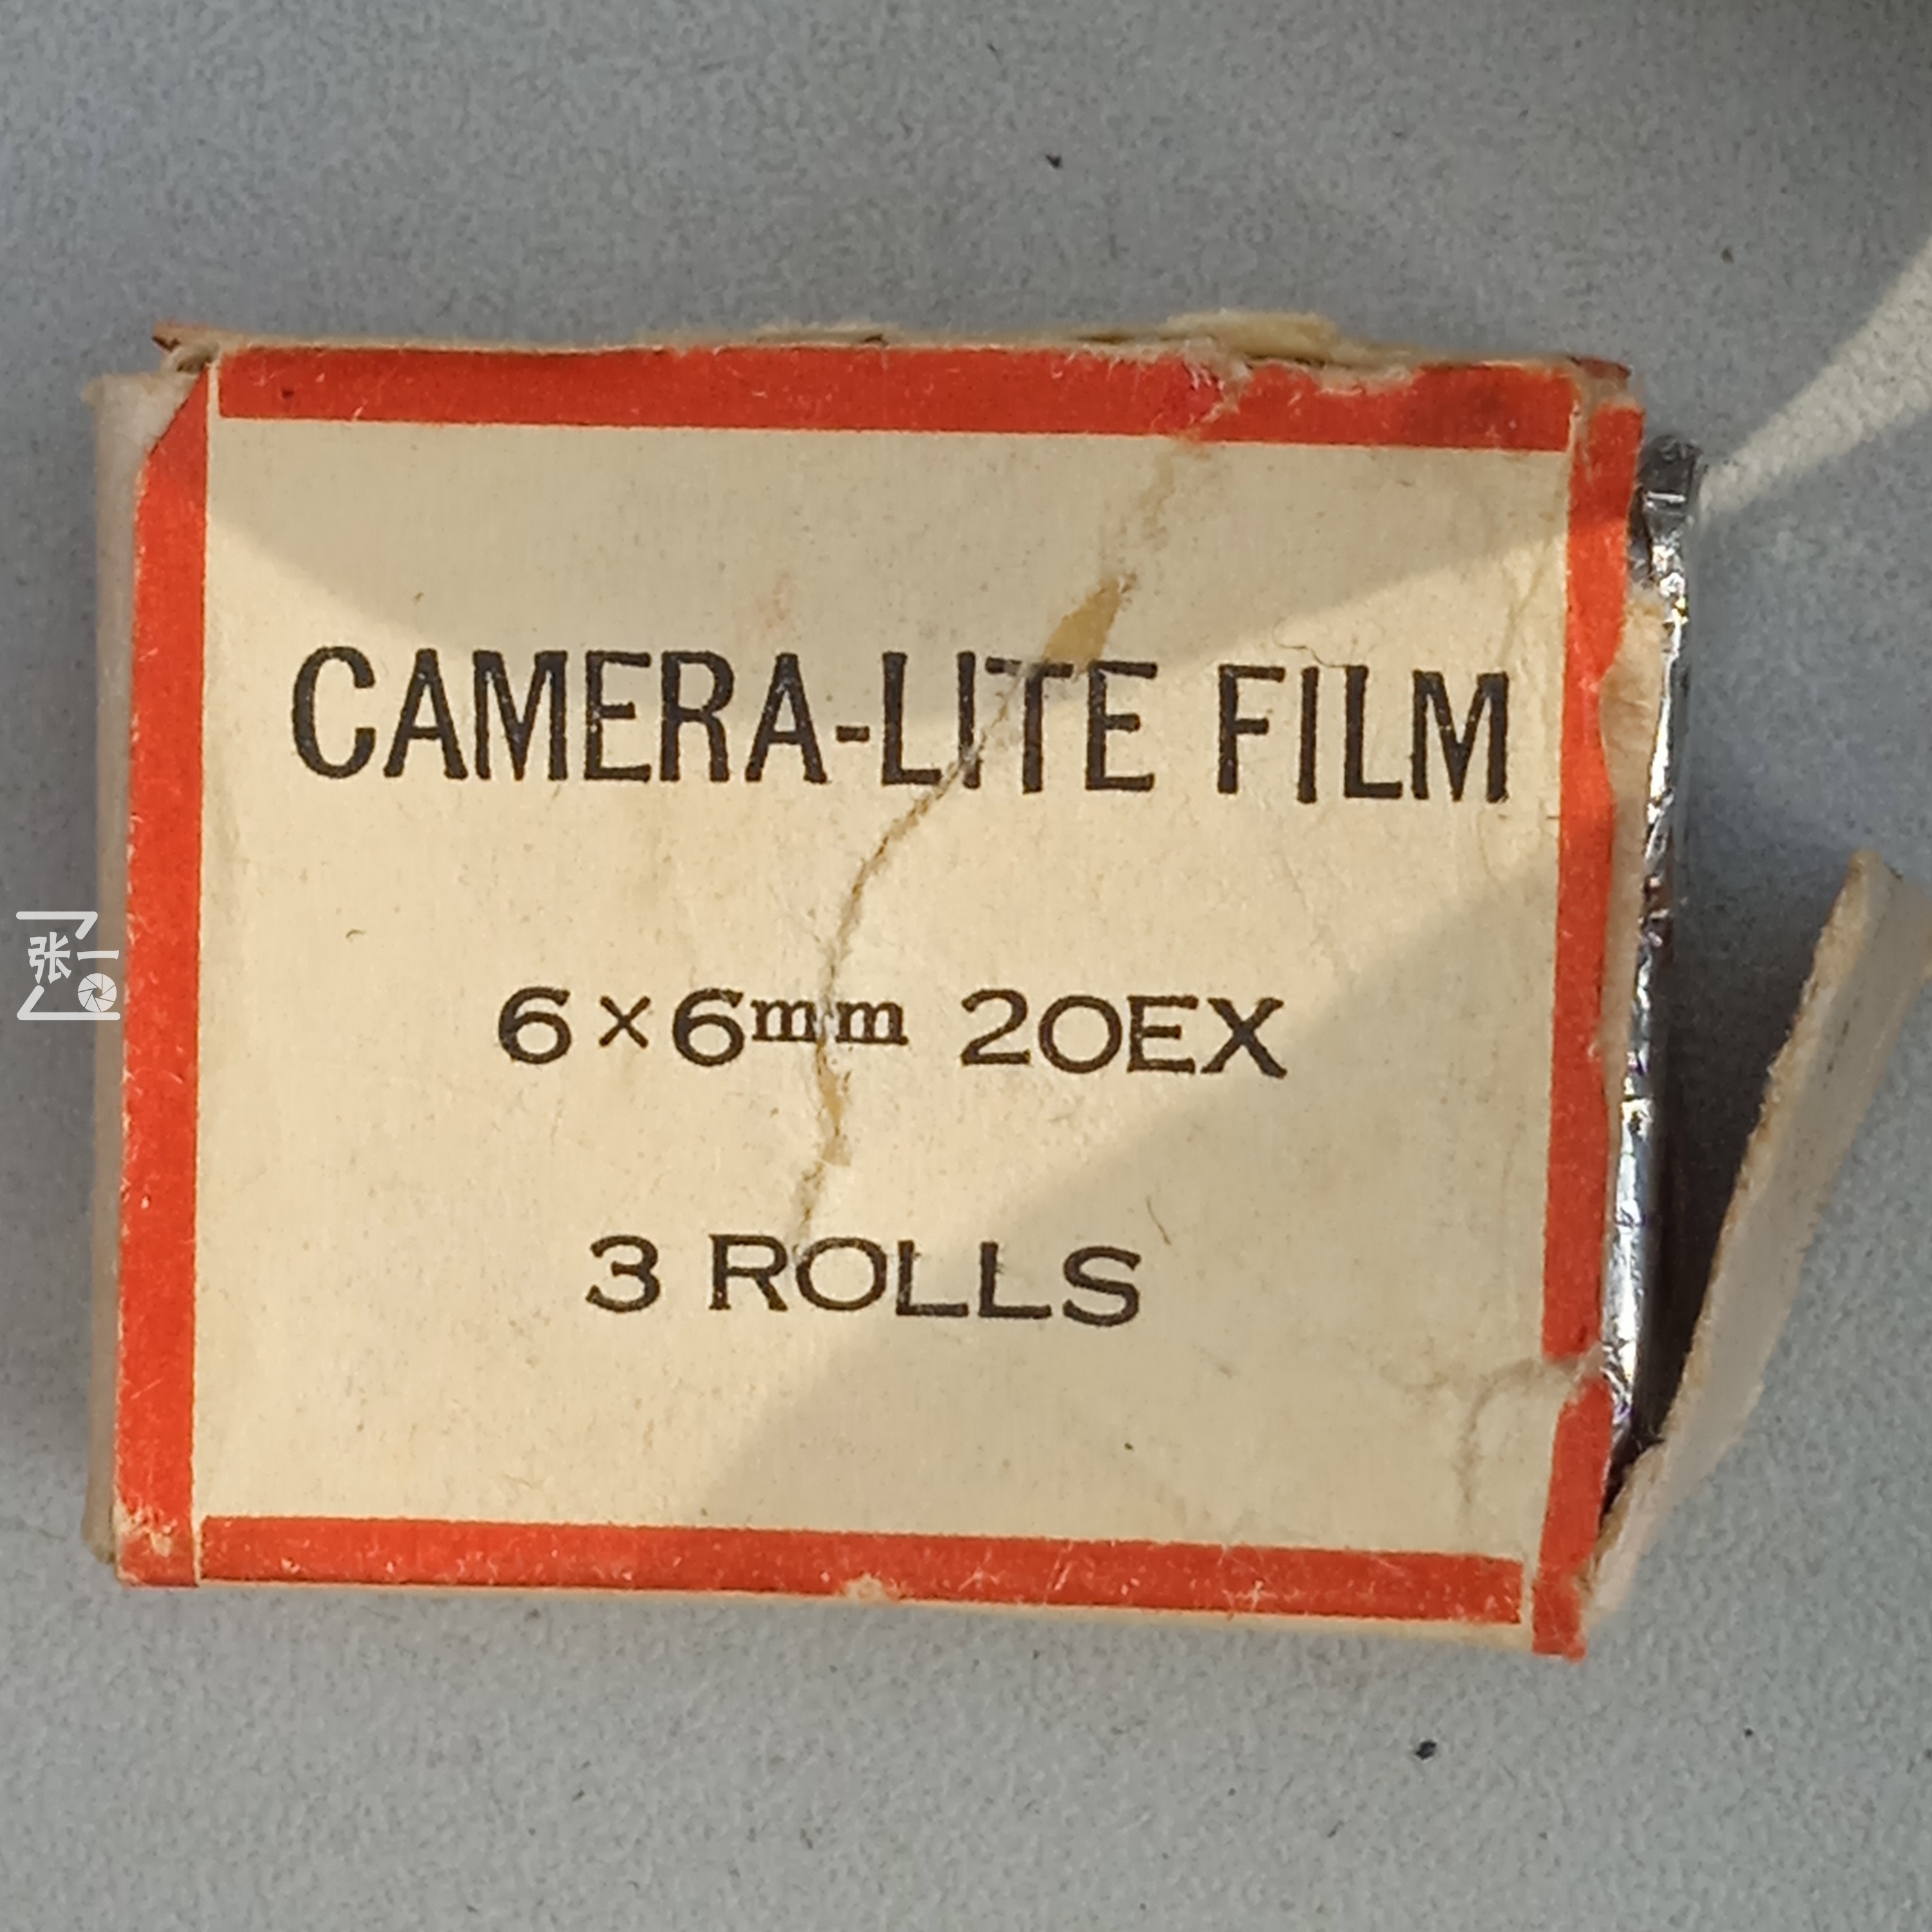 CAMERA-LITE FILM
6×6mm 20EX
3 ROLLS
张一